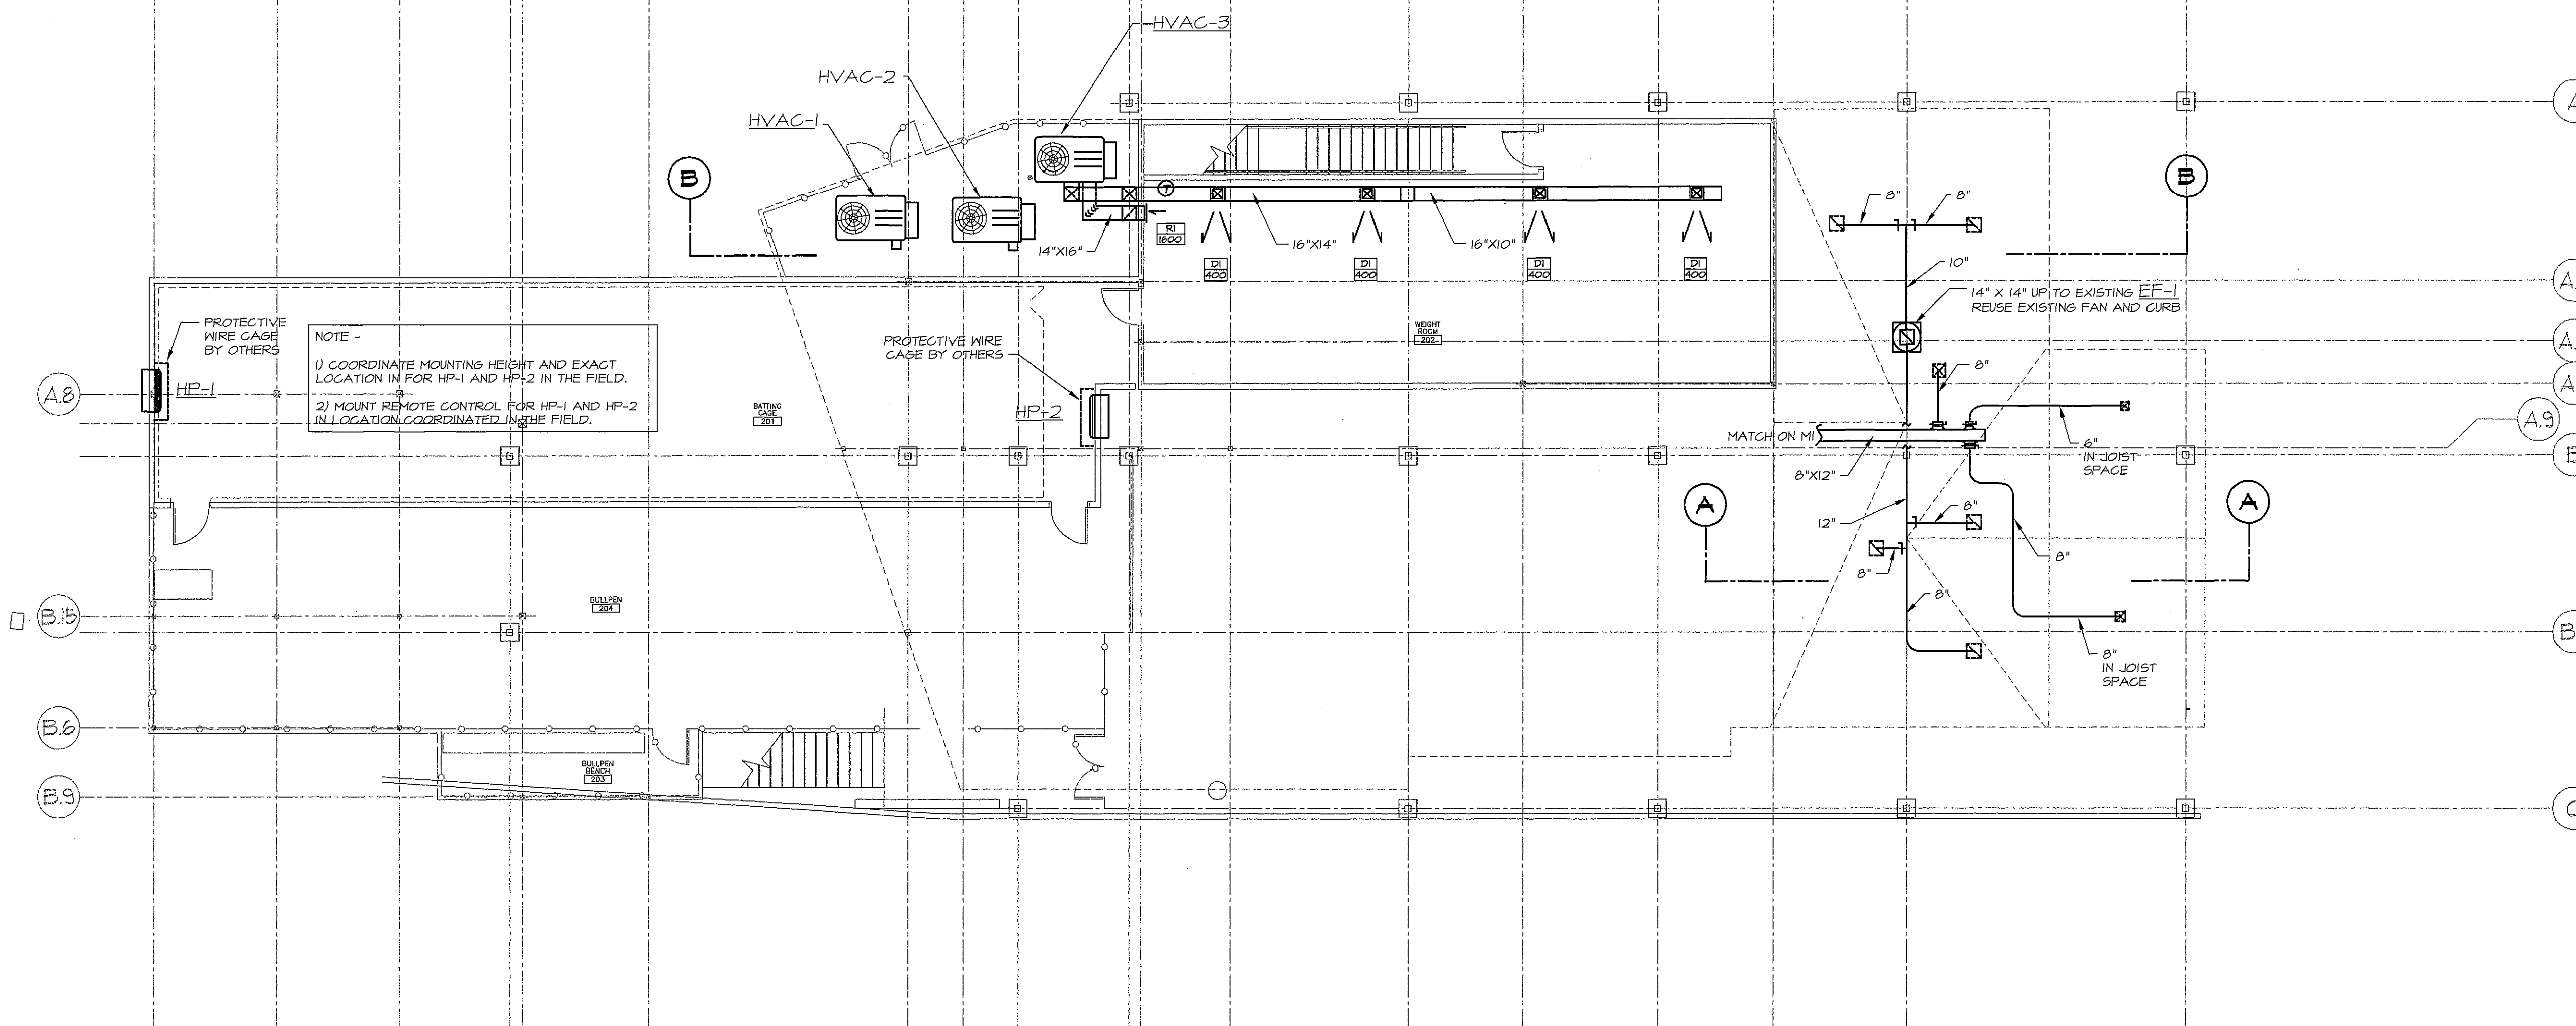 HVAC-3
HVAC-2
HVAC-1
B
B
T
8"
8"
14"X16"
R1
1600
16"X14"
16"X10"
D1
400
D1
400
D1
400
D1
400
10"
14" X 14" UP TO EXISTING EF-1
REUSE EXISTING FAN AND CURB
PROTECTIVE
WIRE CAGE
BY OTHERS
NOTE -
1) COORDINATE MOUNTING HEIGHT AND EXACT
LOCATION IN FOR HP-1 AND HP-2 IN THE FIELD.
2) MOUNT REMOTE CONTROL FOR HP-1 AND HP-2
IN LOCATION COORDINATED IN THE FIELD.
PROTECTIVE WIRE
CAGE BY OTHERS
WEIGHT
ROOM
202
A.8
HP-1
BATTING
CAGE
201
HP-2
8"
MATCH ON M1
A.9
6"
IN JOIST
SPACE
8"X12"
A
A
12"
8"
8"
8"
8"
B.15
BULLPEN
204
8"
IN JOIST
SPACE
B.6
BULLPEN
BENCH
203
B.9